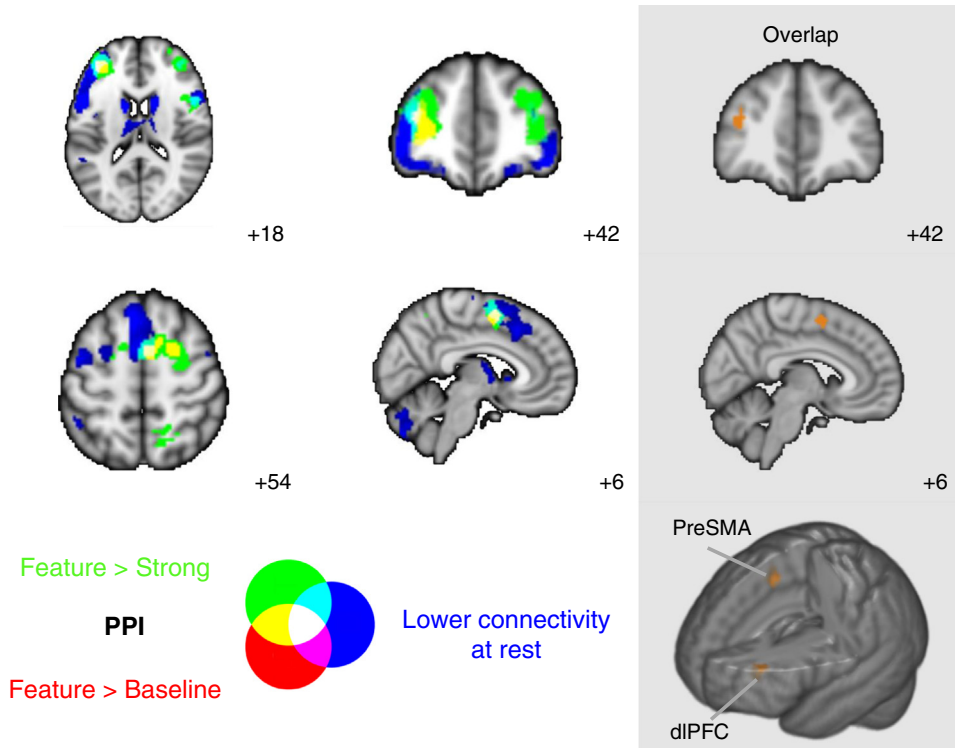 Overlap
+18
+42
+42
+54
+6
+6
Feature > Strong
PPI
Feature > Baseline
Lower connectivity
at rest
PreSMA
dlPFC